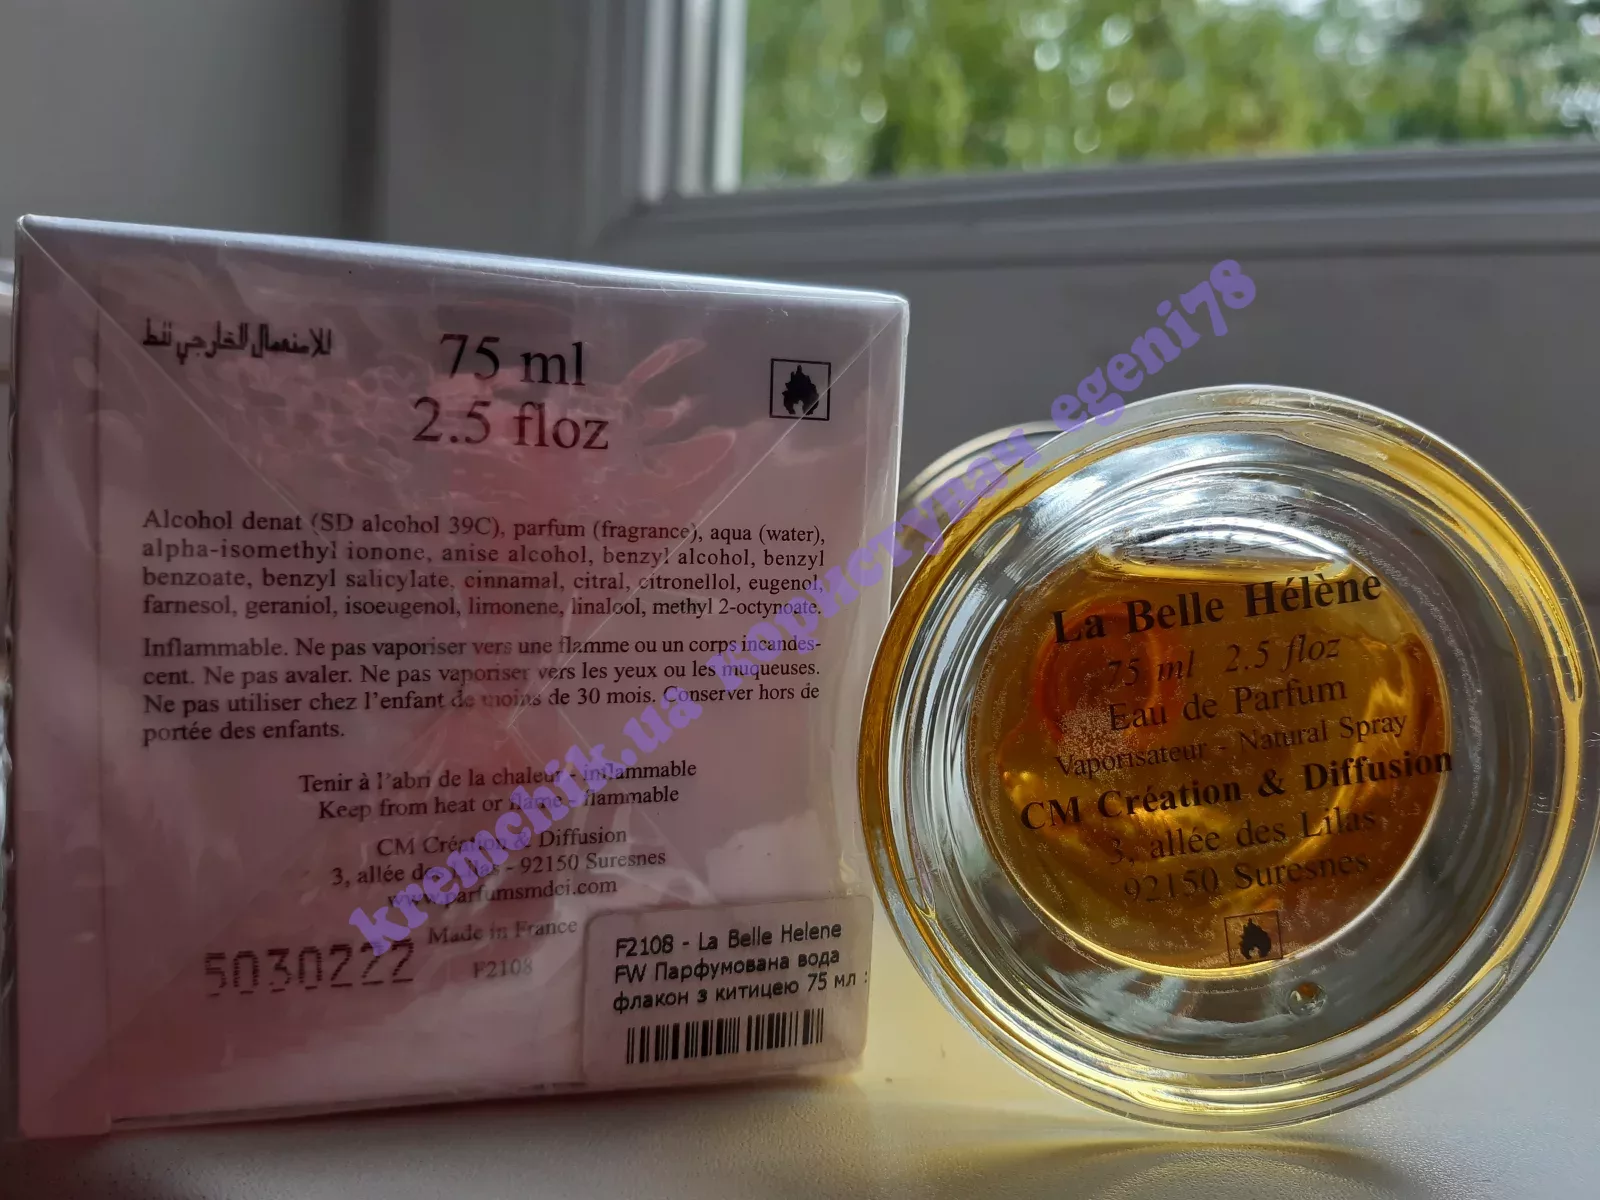 للاستعمال الخارجي فقط
75 ml
2.5 floz
Alcohol denat (SD alcohol 39C), parfum (fragrance), aqua (water),
alpha-isomethyl ionone, anise alcohol, benzyl alcohol, benzyl
benzoate, benzyl salicylate, cinnamal, citral, citronellol, eugenol,
farnesol, geraniol, isoeugenol, limonene, linalool, methyl 2-octynoate.
Inflammable. Ne pas vaporiser vers une flamme ou un corps incandes-
cent. Ne pas avaler. Ne pas vaporiser vers les yeux ou les muqueuses.
Ne pas utiliser chez l'enfant de moins de 30 mois. Conserver hors de
portée des enfants.
Tenir à l'abri de la chaleur - inflammable
Keep from heat or flame - flammable
CM Création & Diffusion
3, allée des Lilas - 92150 Suresnes
www.parfumsmdci.com
Made in France
5030222
F2108
F2108 - La Belle Helene
FW Парфумована вода
флакон з китицею 75 мл :
La Belle Hélène
75 ml 2.5 floz
Eau de Parfum
Vaporisateur - Natural Spray
CM Création & Diffusion
3, allée des Lilas
92150 Suresnes
kremchik.ua користувач egeni78